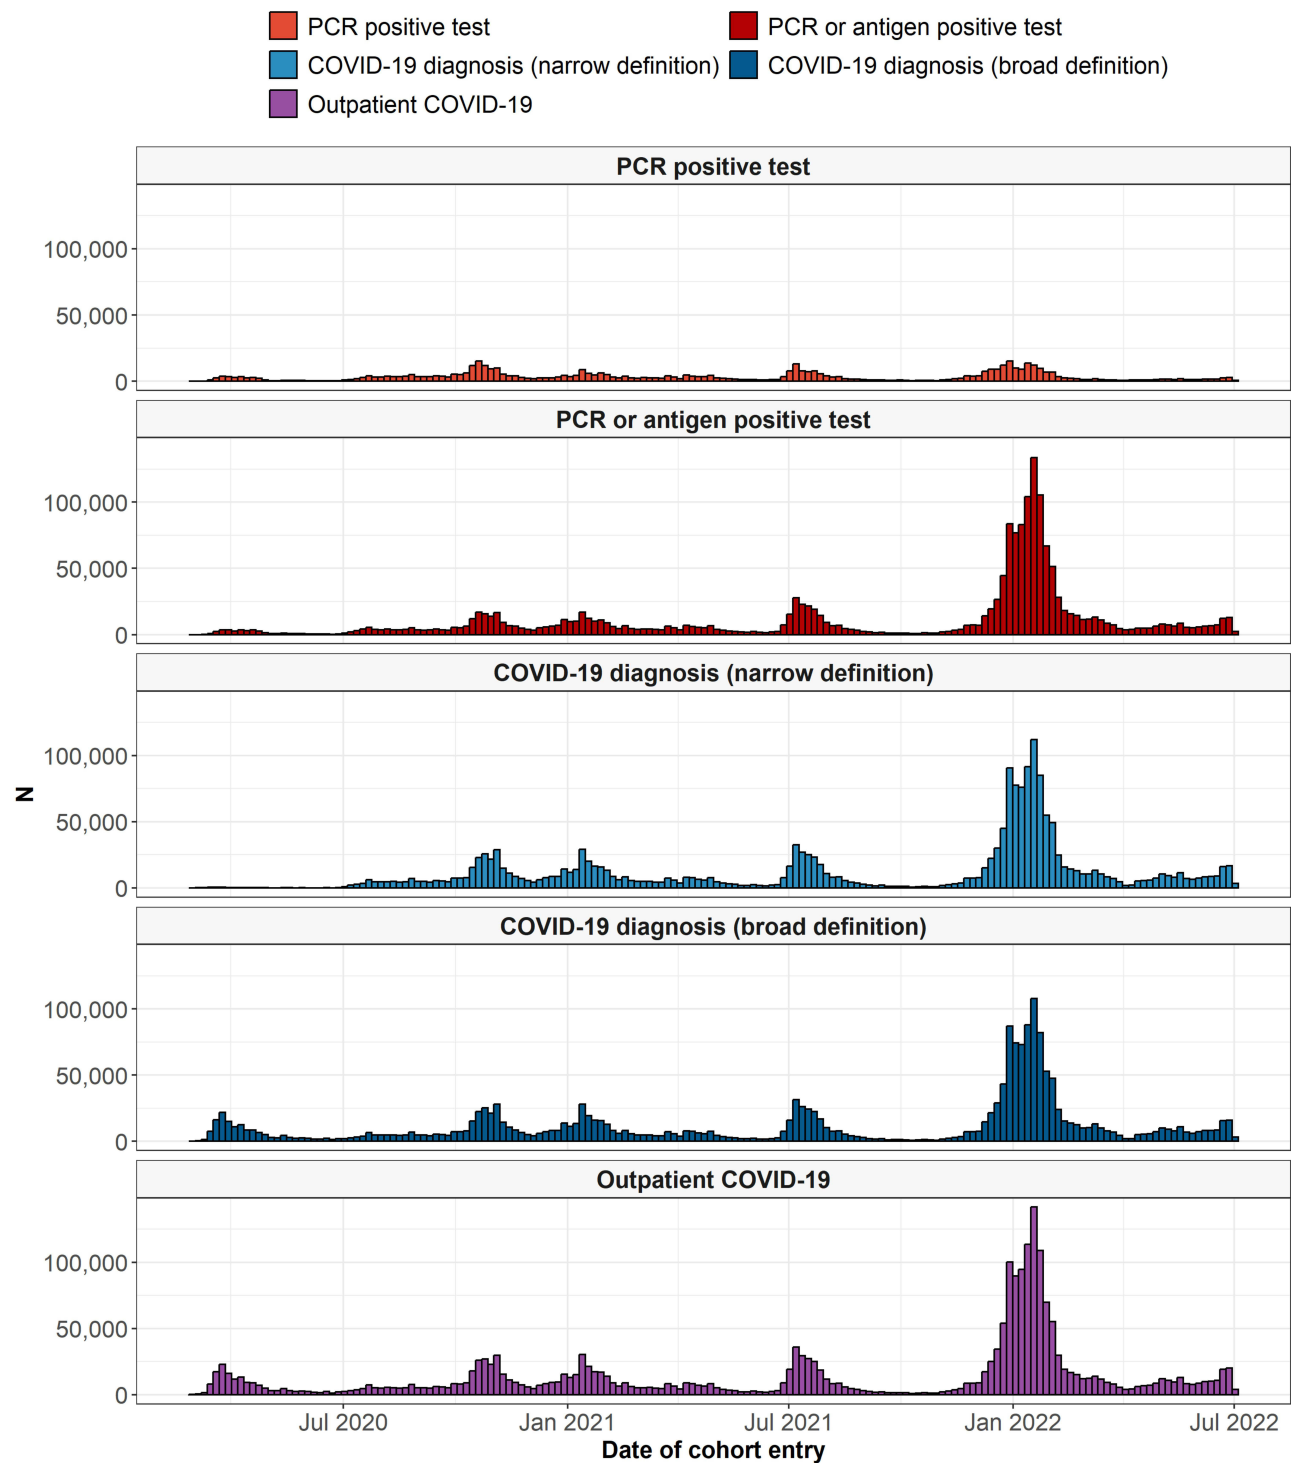 PCR positive test
PCR or antigen positive test
COVID-19 diagnosis (narrow definition)
COVID-19 diagnosis (broad definition)
Outpatient COVID-19
PCR positive test
100,000
50,000
0
PCR or antigen positive test
100,000
50,000
0
COVID-19 diagnosis (narrow definition)
100,000
50,000
0
N
COVID-19 diagnosis (broad definition)
100,000
50,000
0
Outpatient COVID-19
100,000
50,000
0
Jul 2020
Jan 2021
Jul 2021
Jan 2022
Jul 2022
Date of cohort entry